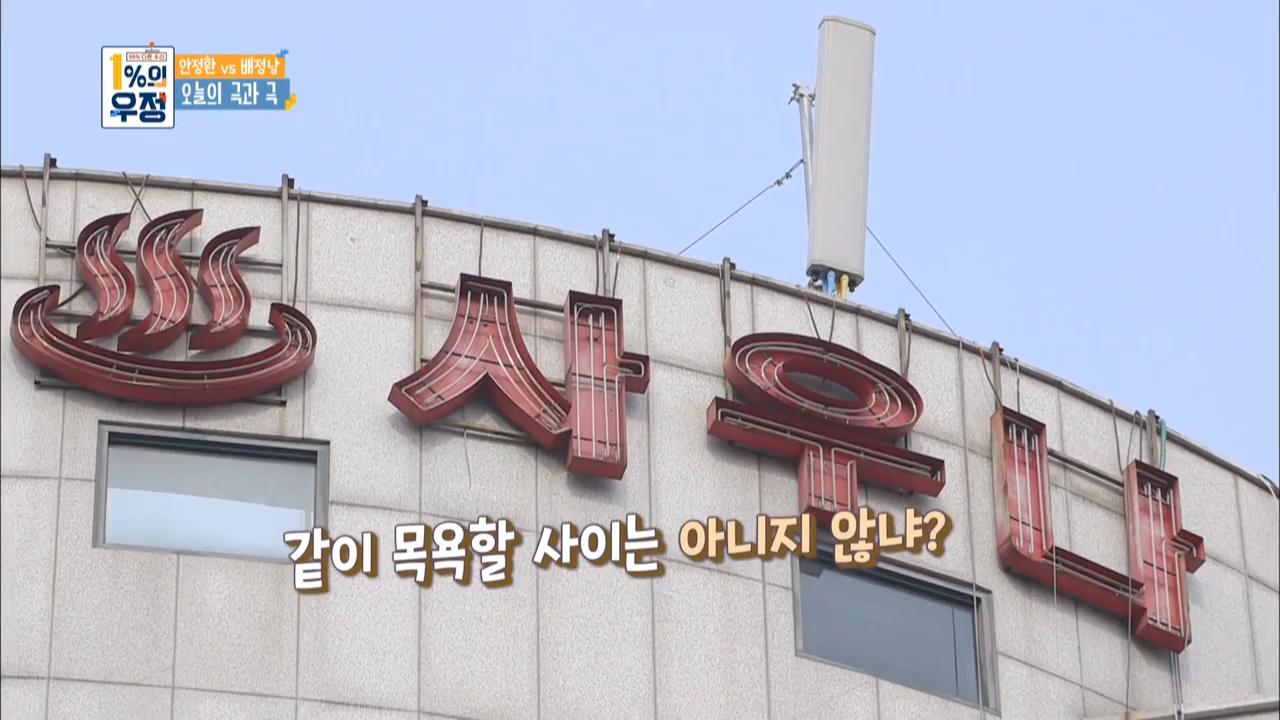 99% 다른 우리
1%의
우정
안정환 vs 배정남
오늘의 극과 극
사우나
같이 목욕할 사이는 아니지 않냐?